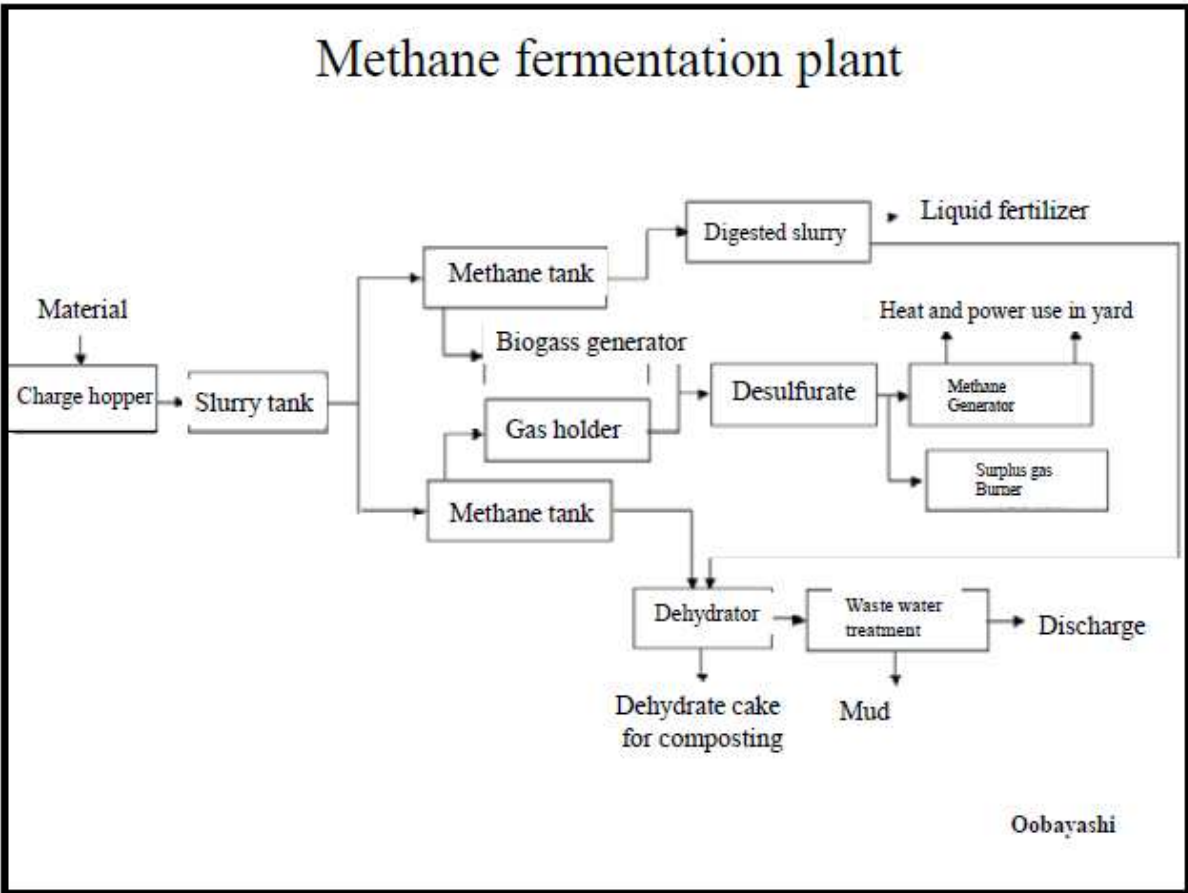 Methane fermentation plant
Liquid fertilizer
Digested slurry
Methane tank
Material
Heat and power use in yard
Biogass generator
Charge hopper
Slurry tank
Desulfurate
Methane
Generator
Gas holder
Surplus gas
Burner
Methane tank
Dehydrator
Waste water
treatment
Discharge
Dehydrate cake
for composting
Mud
Oobayashi